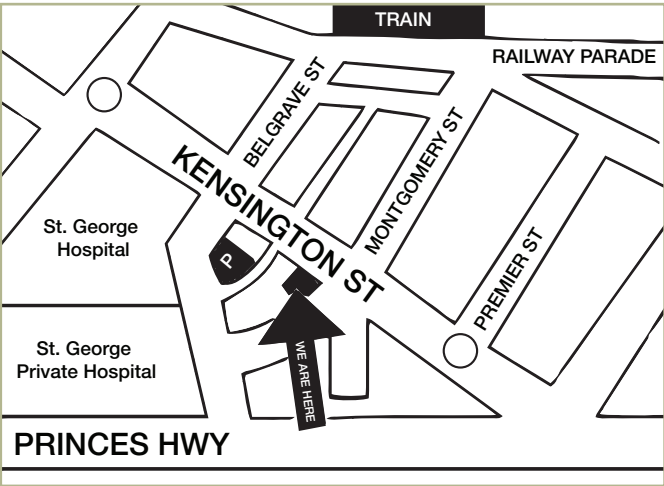 TRAIN
RAILWAY PARADE
BELGRAVE ST
MONTGOMERY ST
KENSINGTON ST
St. George
Hospital
P
PREMIER ST
St. George
Private Hospital
WE ARE HERE
PRINCES HWY